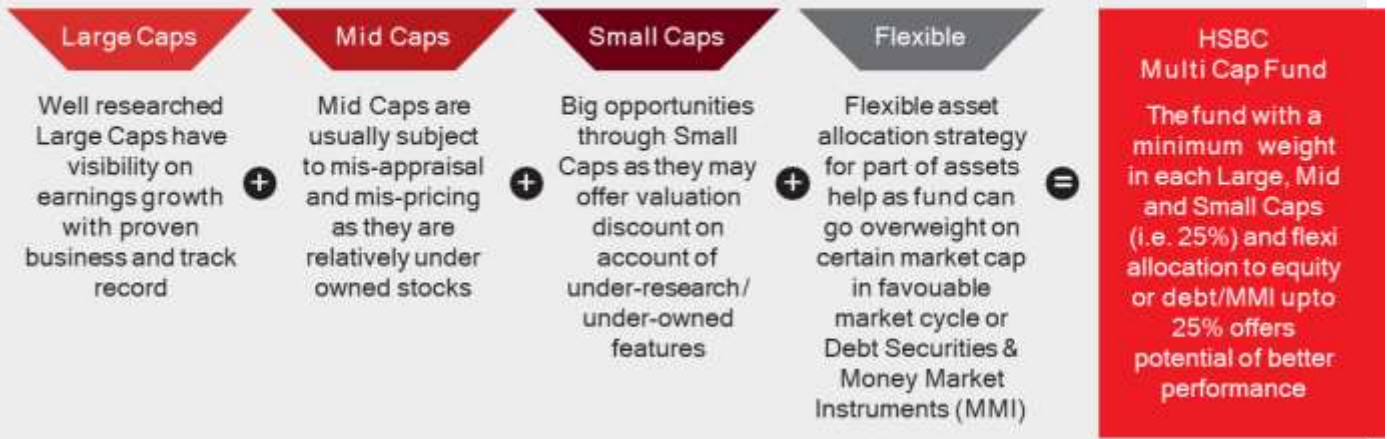 Large Caps
Well researched
Large Caps have
visibility on
earnings growth
with proven
business and track
record
+
Mid Caps
Mid Caps are
usually subject
to mis-appraisal
and mis-pricing
as they are
relatively under
owned stocks
+
Small Caps
Big opportunities
through Small
Caps as they may
offer valuation
discount on
account of
under-research/
under-owned
features
+
Flexible
Flexible asset
allocation strategy
for part of assets
help as fund can
go overweight on
certain market cap
in favouable
market cycle or
Debt Securities &
Money Market
Instruments (MMI)
=
HSBC
Multi Cap Fund
The fund with a
minimum weight
in each Large, Mid
and Small Caps
(i.e. 25%) and flexi
allocation to equity
or debt/MMI upto
25% offers
potential of better
performance